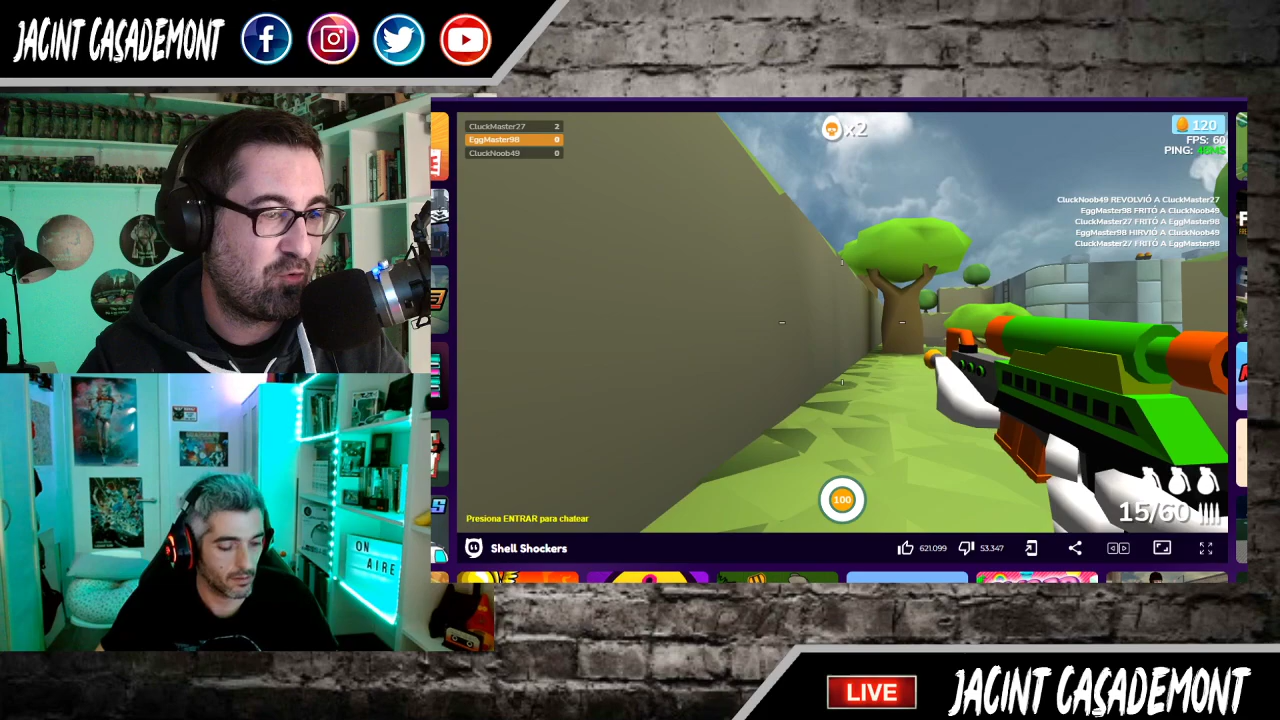 JACINT CASADEMONT
CluckMaster27 2
EggMaster98 0
CluckNoob49 0
x2
120
FPS: 60
PING:
CluckNoob49 REVOLVIÓ A CluckMaster27
EggMaster98 FRITÓ A CluckNoob49
CluckMaster27 FRITÓ A EggMaster98
EggMaster98 HIRVIÓ A CluckNoob49
CluckMaster27 FRITÓ A EggMaster98
100
15/60
Presiona ENTRAR para chatear
Shell Shockers
621.099
53.347
ON
AIRE
LIVE
JACINT CASADEMONT